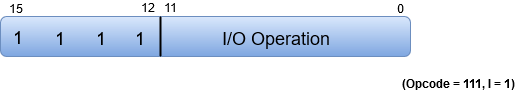 15 12 11 0
1 1 1 1 I/O Operation
(Opcode = 111, I = 1)